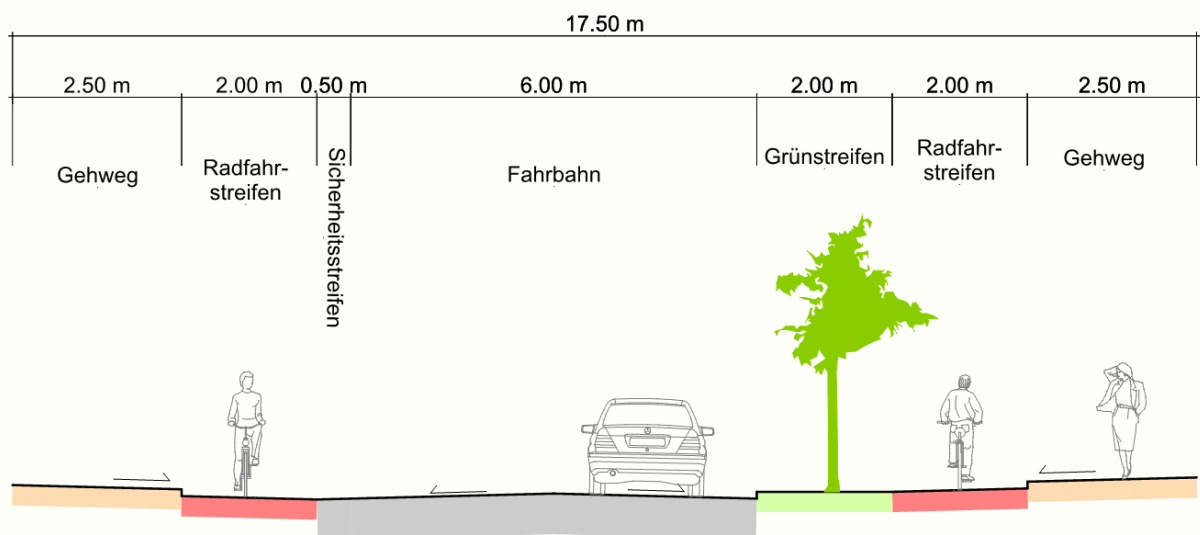 17.50 m
2.50 m
2.00 m
0.50 m
6.00 m
2.00 m
2.00 m
2.50 m
Gehweg
Radfahr-
streifen
Sicherheitsstreifen
Fahrbahn
Grünstreifen
Radfahr-
streifen
Gehweg